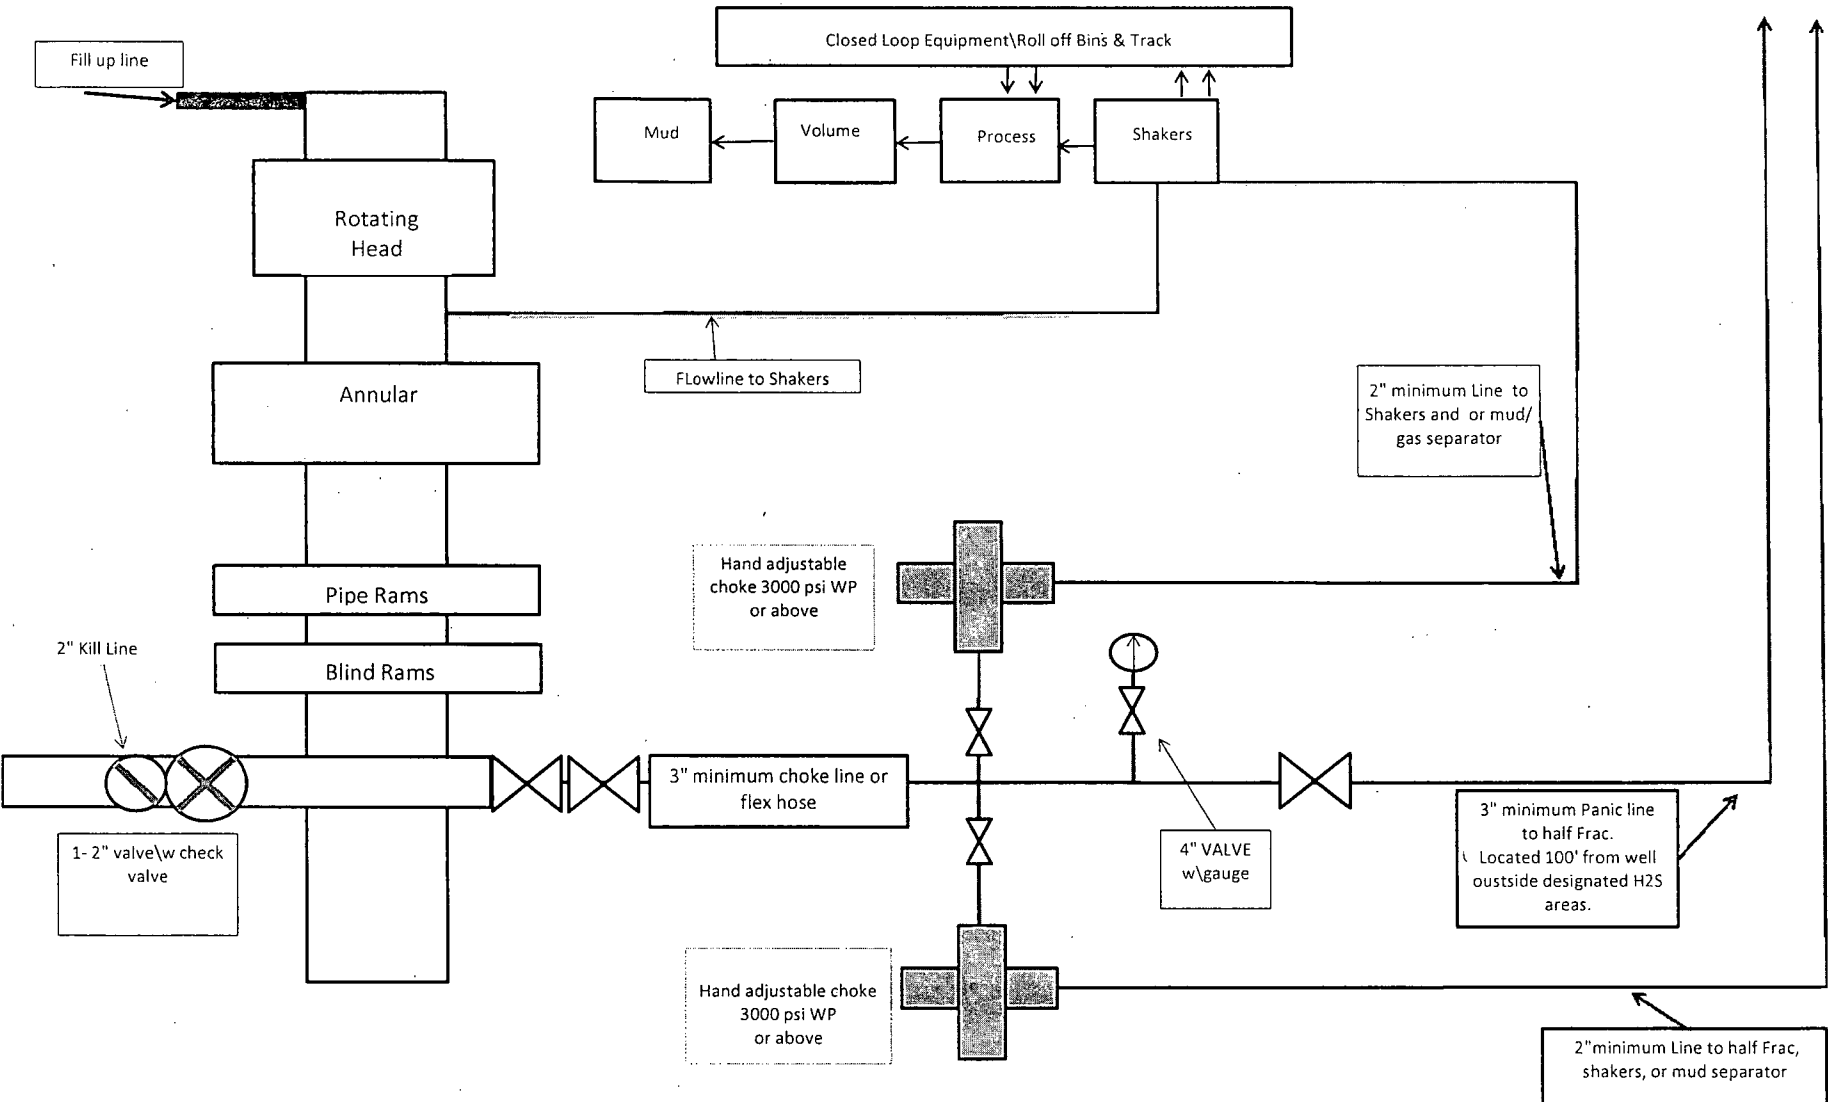 Closed Loop Equipment\Roll off Bins & Track
Fill up line
Mud
Volume
Process
Shakers
Rotating
Head
FLowline to Shakers
Annular
2" minimum Line to
Shakers and or mud/
gas separator
Hand adjustable
choke 3000 psi WP
or above
Pipe Rams
2" Kill Line
Blind Rams
3" minimum choke line or
flex hose
1- 2" valve\w check
valve
4" VALVE
w\gauge
3" minimum Panic line
to half Frac.
Located 100' from well
oustside designated H2S
areas.
Hand adjustable choke
3000 psi WP
or above
2"minimum Line to half Frac,
shakers, or mud separator